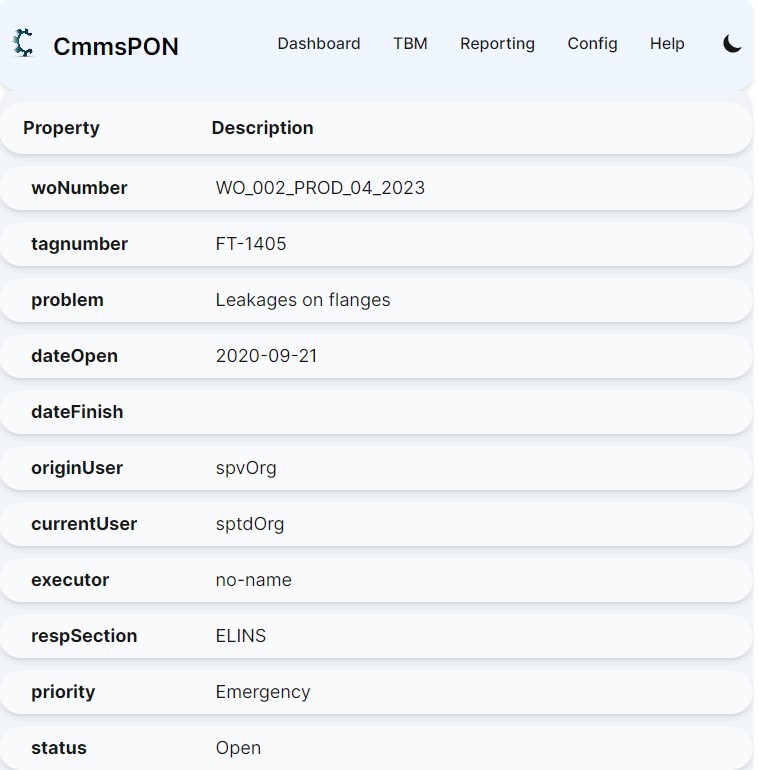 CmmsPON Dashboard TBM Reporting Config Help
Property Description
woNumber WO_002_PROD_04_2023
tagnumber FT-1405
problem Leakages on flanges
dateOpen 2020-09-21
dateFinish
originUser spvOrg
currentUser sptdOrg
executor no-name
respSection ELINS
priority Emergency
status Open